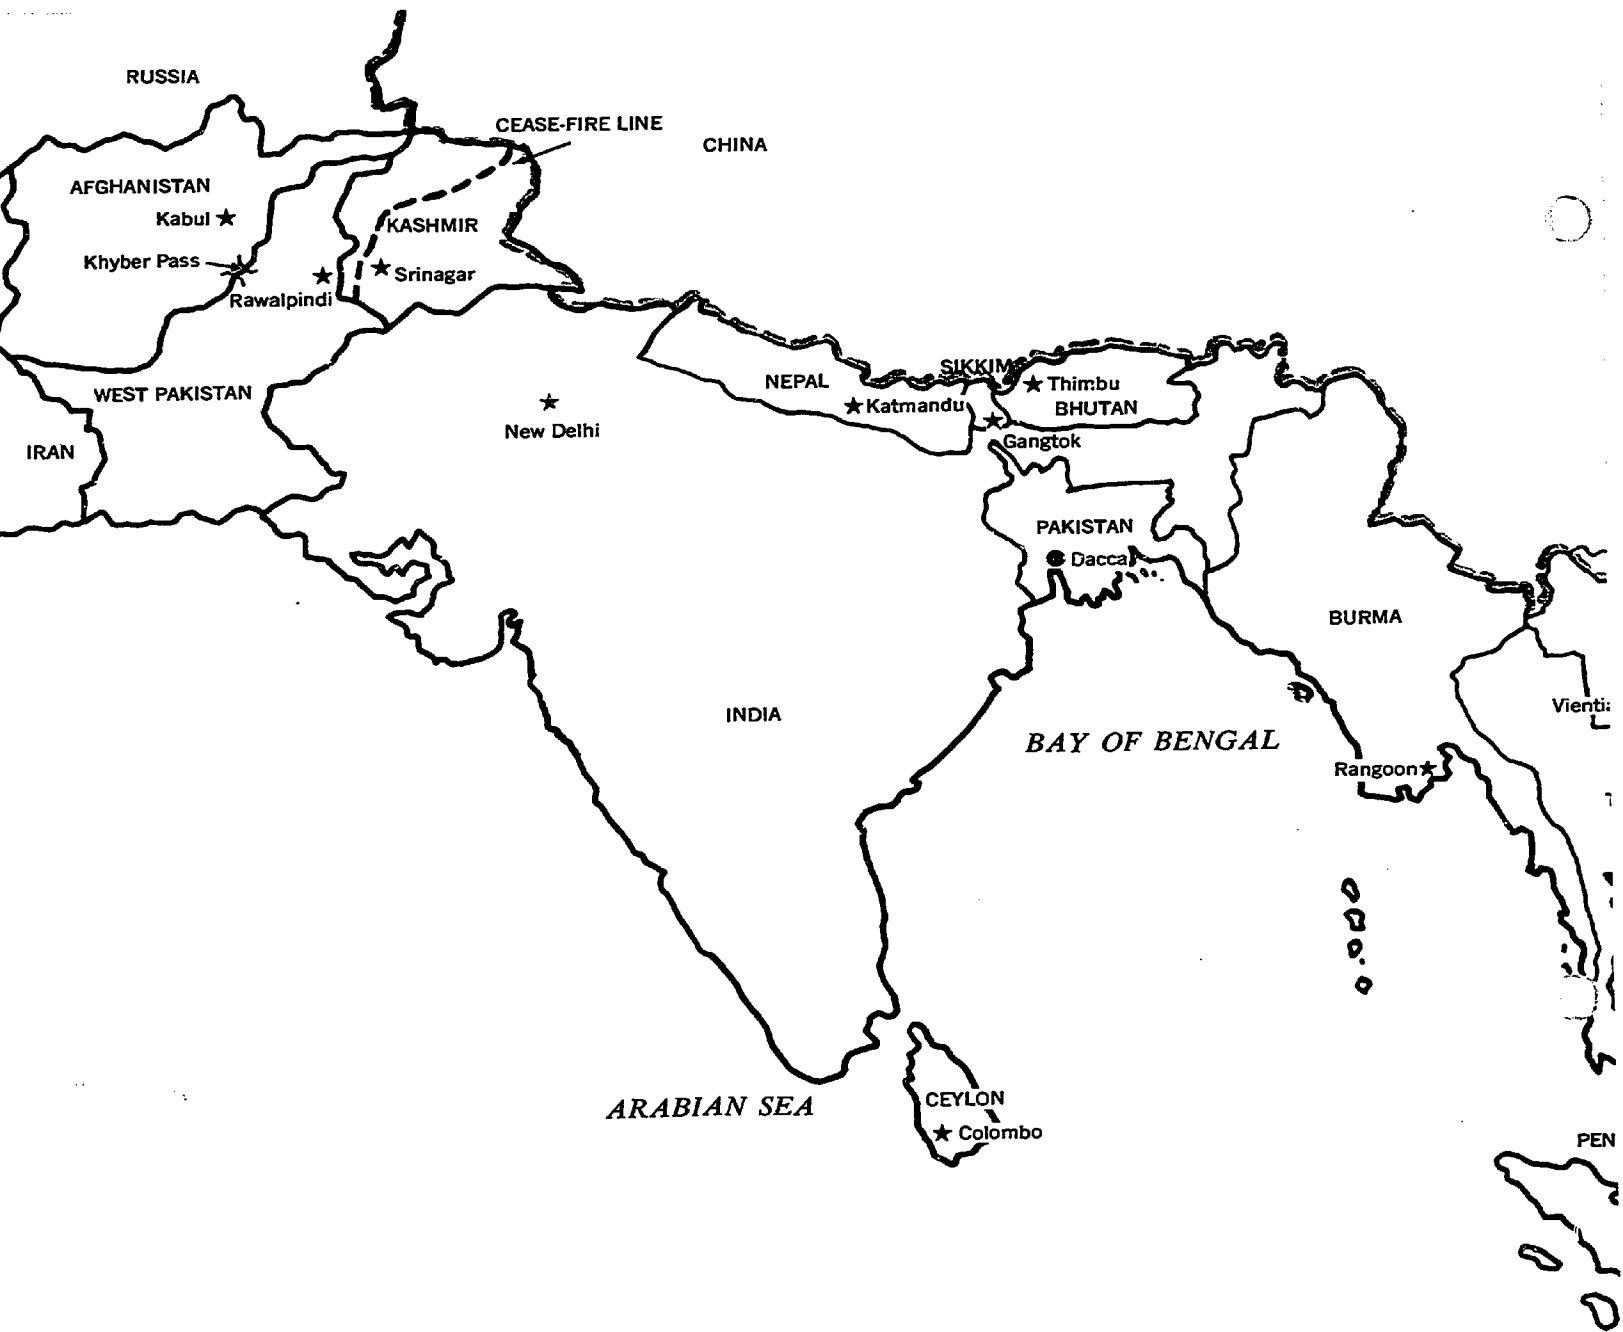 RUSSIA
CEASE-FIRE LINE
CHINA
AFGHANISTAN
Kabul
KASHMIR
Khyber Pass
Srinagar
Rawalpindi
SIKKIM
NEPAL
Thimbu
WEST PAKISTAN
Katmandu
BHUTAN
New Delhi
Gangtok
IRAN
PAKISTAN
Dacca
BURMA
Vienti
INDIA
BAY OF BENGAL
Rangoon
CEYLON
ARABIAN SEA
Colombo
PEN